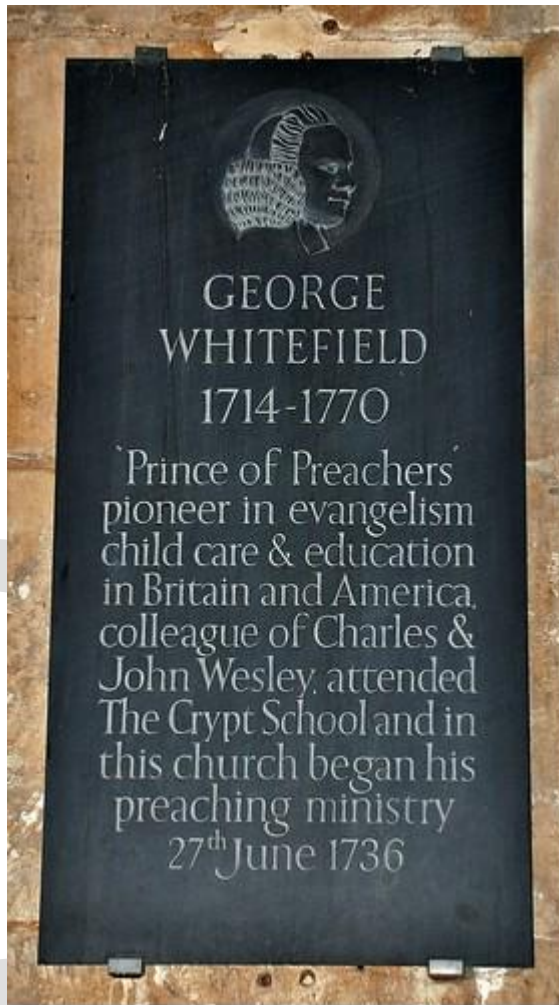 GEORGE
WHITEFIELD
1714-1770
'Prince of Preachers'
pioneer in evangelism
child care & education
in Britain and America,
colleague of Charles &
John Wesley, attended
The Crypt School and in
this church began his
preaching ministry
27th June 1736